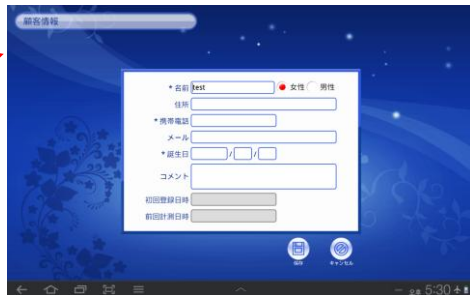 顧客情報
* 名前 test 女性 男性
住所
* 携帯電話
メール
* 誕生日 / /
コメント
初回登録日時
前回計測日時
保存 キャンセル
5:30